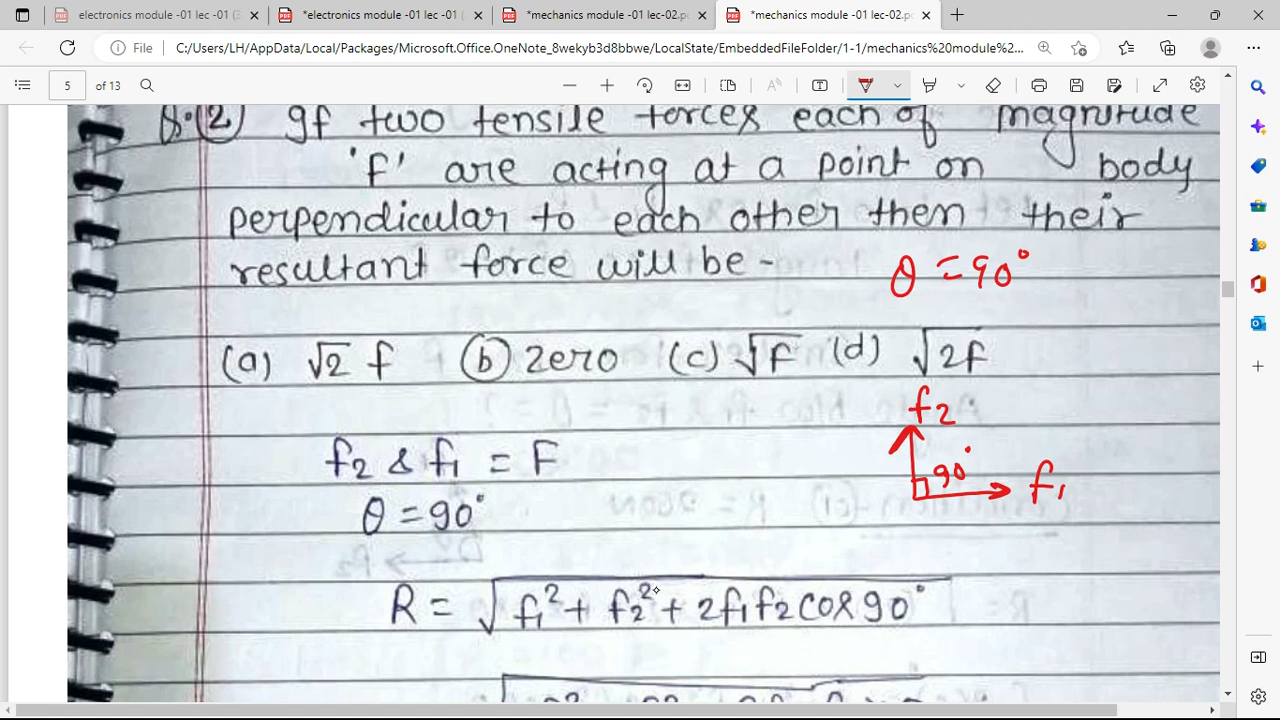 electronics module -01 lec -01 (
*electronics module -01 lec -01 (
*mechanics module -01 lec-02.p
*mechanics module -01 lec-02.p
File
C:/Users/LH/AppData/Local/Packages/Microsoft.Office.OneNote_8wekyb3d8bbwe/LocalState/EmbeddedFileFolder/1-1/mechanics%20module%2...
5 of 13
Q.(2) If two tensile forces each of magnitude
'f' are acting at a point on body
perpendicular to each other then their
resultant force will be -
θ = 90°
(a) √2 f (b) zero (c) √F (d) √2F
f2
f2 & f1 = F
90°
f1
θ = 90°
R = √f1² + f2² + 2f1f2 cos90°